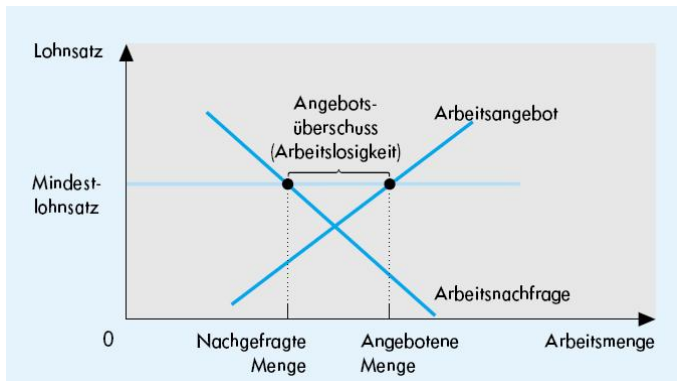 Lohnsatz
Angebots-
überschuss
(Arbeitslosigkeit)
Arbeitsangebot
Mindest-
lohnsatz
Arbeitsnachfrage
0
Nachgefragte
Menge
Angebotene
Menge
Arbeitsmenge